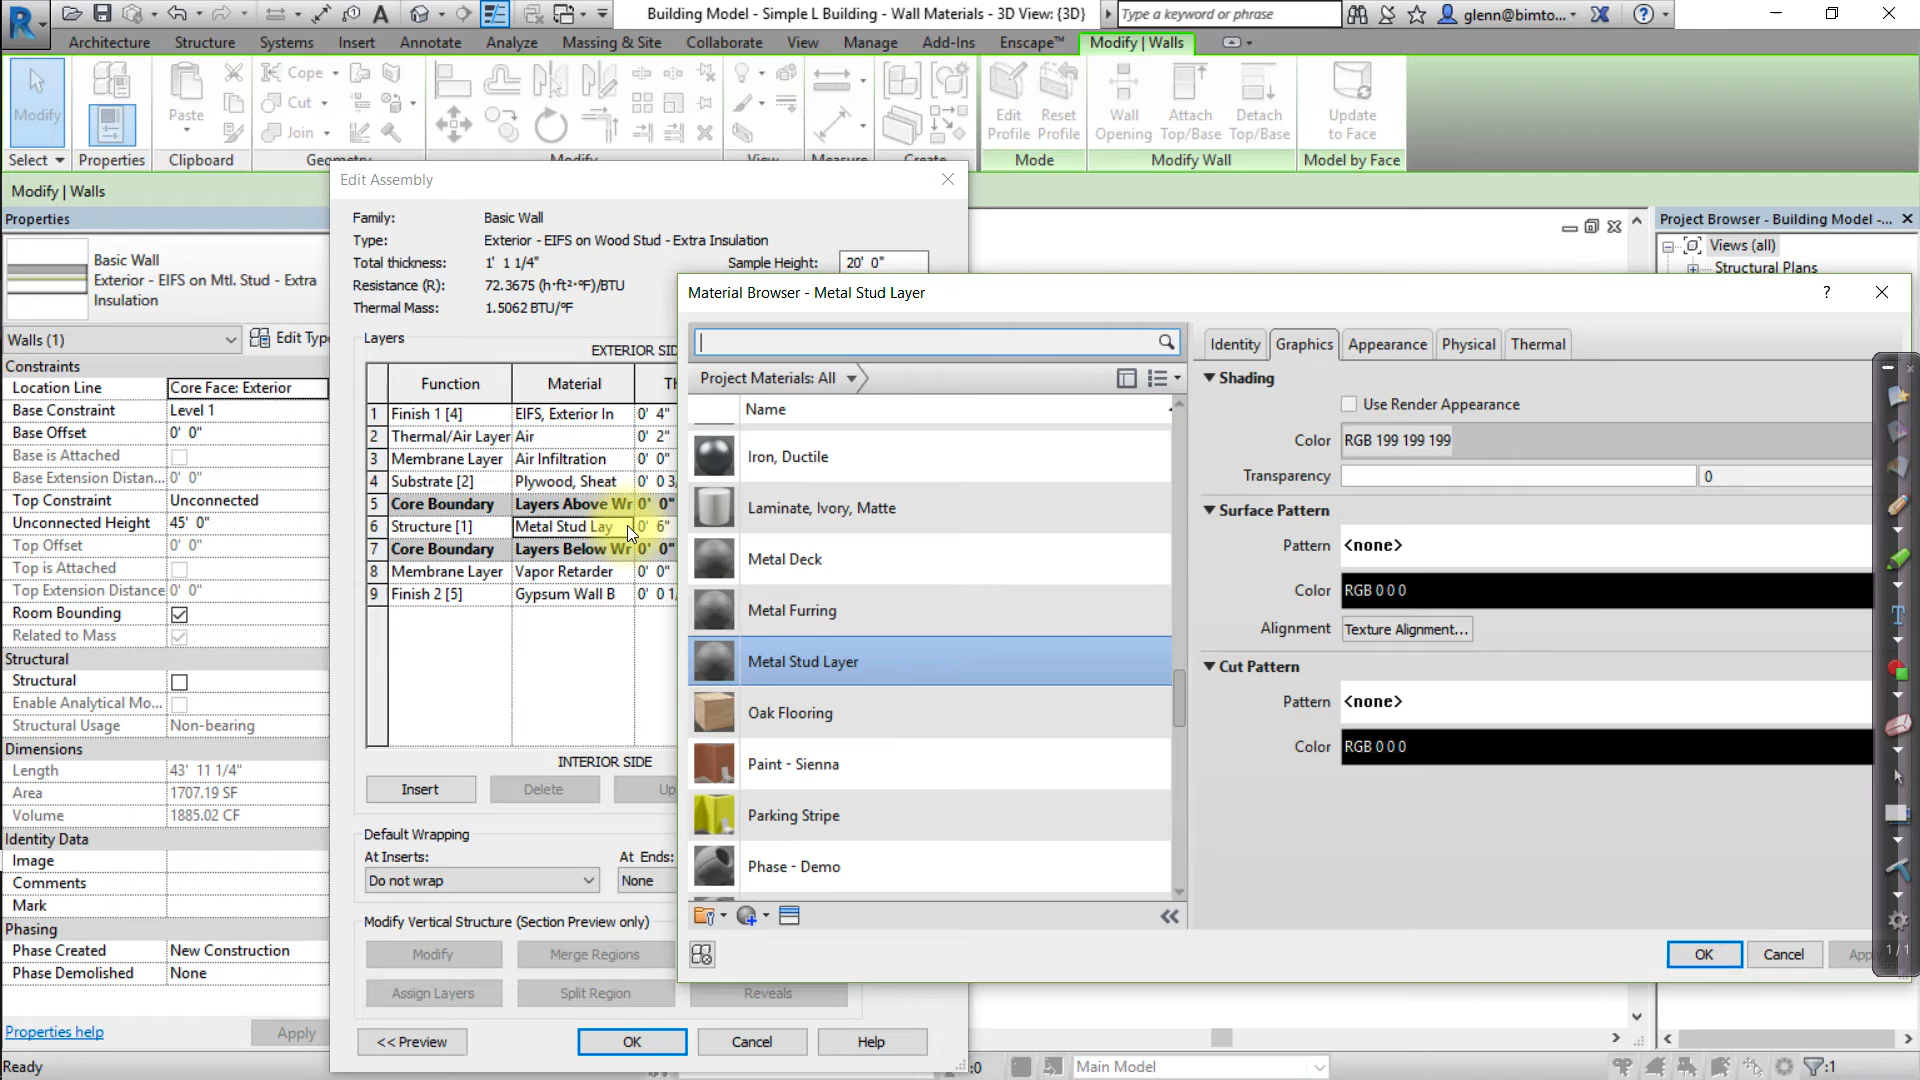 Building Model - Simple L Building - Wall Materials - 3D View: {3D}
Type a keyword or phrase
glenn@bimto...
Architecture Structure Systems Insert Annotate Analyze Massing & Site Collaborate View Manage Add-Ins Enscape™ Modify | Walls
Modify
Paste
Cope
Cut
Join
Edit Profile
Reset Profile
Wall Opening
Attach Top/Base
Detach Top/Base
Update to Face
Select Properties Clipboard Geometry Modify View Measure Create Mode Modify Wall Model by Face
Modify | Walls
Properties
Basic Wall
Exterior - EIFS on Mtl. Stud - Extra
Insulation
Walls (1)
Edit Type
Constraints
Location Line Core Face: Exterior
Base Constraint Level 1
Base Offset 0' 0"
Base is Attached
Base Extension Distan... 0' 0"
Top Constraint Unconnected
Unconnected Height 45' 0"
Top Offset 0' 0"
Top is Attached
Top Extension Distance 0' 0"
Room Bounding
Related to Mass
Structural
Structural
Enable Analytical Mo...
Structural Usage Non-bearing
Dimensions
Length 43' 11 1/4"
Area 1707.19 SF
Volume 1885.02 CF
Identity Data
Image
Comments
Mark
Phasing
Phase Created New Construction
Phase Demolished None
Properties help
Apply
Ready
Edit Assembly
Family: Basic Wall
Type: Exterior - EIFS on Wood Stud - Extra Insulation
Total thickness: 1' 1 1/4" Sample Height: 20' 0"
Resistance (R): 72.3675 (h·ft²·°F)/BTU
Thermal Mass: 1.5062 BTU/°F
Layers
EXTERIOR SID
Function Material
1 Finish 1 [4] EIFS, Exterior In 0' 4"
2 Thermal/Air Layer Air 0' 2"
3 Membrane Layer Air Infiltration 0' 0"
4 Substrate [2] Plywood, Sheat 0' 0 3/
5 Core Boundary Layers Above Wr 0' 0"
6 Structure [1] Metal Stud Lay 0' 6"
7 Core Boundary Layers Below Wr 0' 0"
8 Membrane Layer Vapor Retarder 0' 0"
9 Finish 2 [5] Gypsum Wall B 0' 0 1/
INTERIOR SIDE
Insert Delete Up
Default Wrapping
At Inserts: At Ends:
Do not wrap None
Modify Vertical Structure (Section Preview only)
Modify Merge Regions
Assign Layers Split Region Reveals
<< Preview OK Cancel Help
Material Browser - Metal Stud Layer
?
Project Materials: All
Name
Iron, Ductile
Laminate, Ivory, Matte
Metal Deck
Metal Furring
Metal Stud Layer
Oak Flooring
Paint - Sienna
Parking Stripe
Phase - Demo
Identity Graphics Appearance Physical Thermal
Shading
Use Render Appearance
Color RGB 199 199 199
Transparency 0
Surface Pattern
Pattern <none>
Color RGB 0 0 0
Alignment Texture Alignment...
Cut Pattern
Pattern <none>
Color RGB 0 0 0
OK Cancel App
1/1
Project Browser - Building Model -...
Views (all)
Structural Plans
:0
Main Model
:1